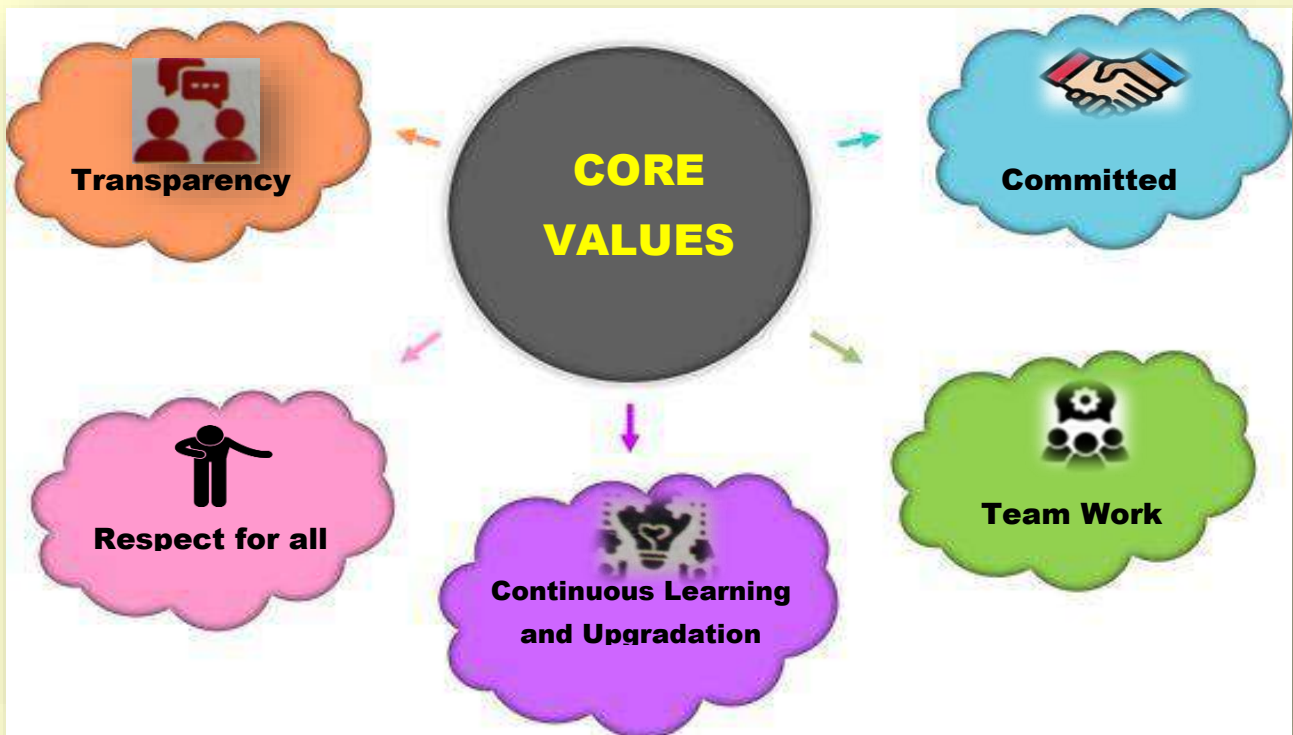 CORE
VALUES
Transparency
Committed
Respect for all
Team Work
Continuous Learning
and Upgradation